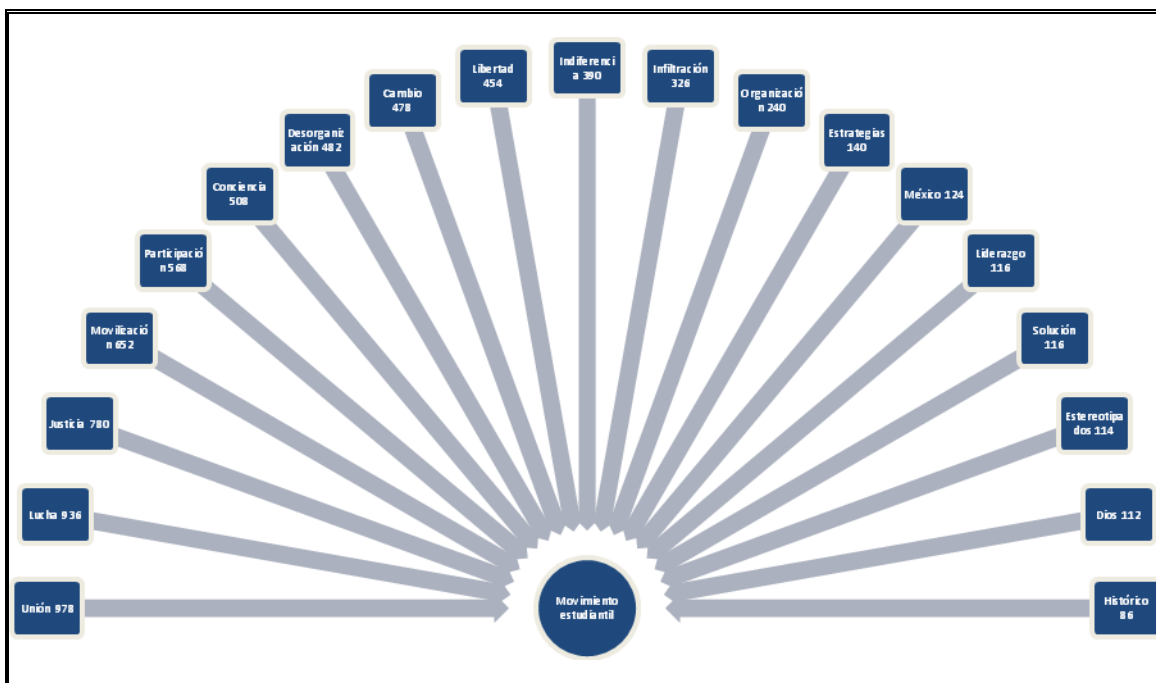 Unión 978
Lucha 936
Justicia 780
Movilizació
n 652
Participació
n 568
Conciencia
508
Desorganiz
ación 482
Cambio
478
Libertad
454
Indiferenci
a 390
Infiltración
326
Organizació
n 240
Estrategias
140
México 124
Liderazgo
116
Solución
116
Estereotipa
dos 114
Dios 112
Histórico
86
Movimiento
estudiantil